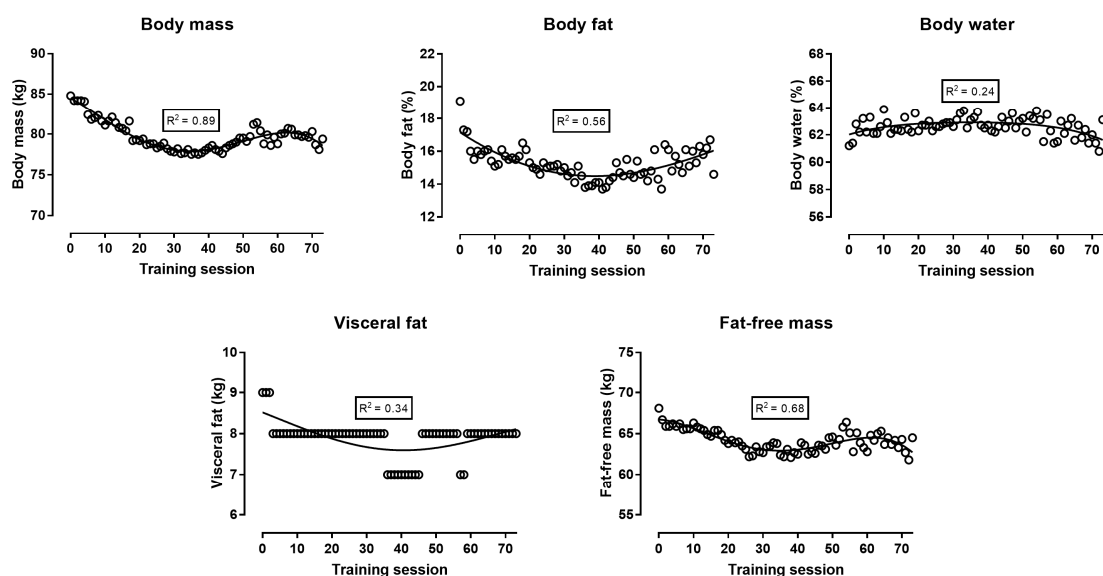 Body mass
Body mass (kg)
90
85
80
75
70
R² = 0.89
0 10 20 30 40 50 60 70
Training session
Body fat
Body fat (%)
22
20
18
16
14
12
R² = 0.56
0 10 20 30 40 50 60 70
Training session
Body water
Body water (%)
68
66
64
62
60
58
56
R² = 0.24
0 10 20 30 40 50 60 70
Training session
Visceral fat
Visceral fat (kg)
10
9
8
7
6
R² = 0.34
0 10 20 30 40 50 60 70
Training session
Fat-free mass
Fat-free mass (kg)
75
70
65
60
55
R² = 0.68
0 10 20 30 40 50 60 70
Training session